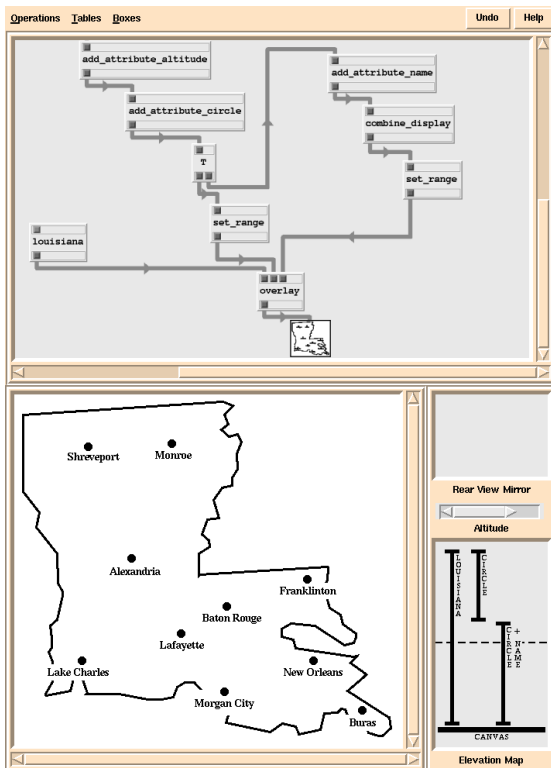 Operations Tables Boxes Undo Help
add_attribute_altitude
add_attribute_name
add_attribute_circle
combine_display
T
set_range
set_range
louisiana
overlay
Shreveport
Monroe
Alexandria
Franklinton
Baton Rouge
Lafayette
Lake Charles
New Orleans
Morgan City
Buras
Rear View Mirror
Altitude
LOUISIANA
CIRCLE
CIRCLE
+ NAME
CANVAS
Elevation Map